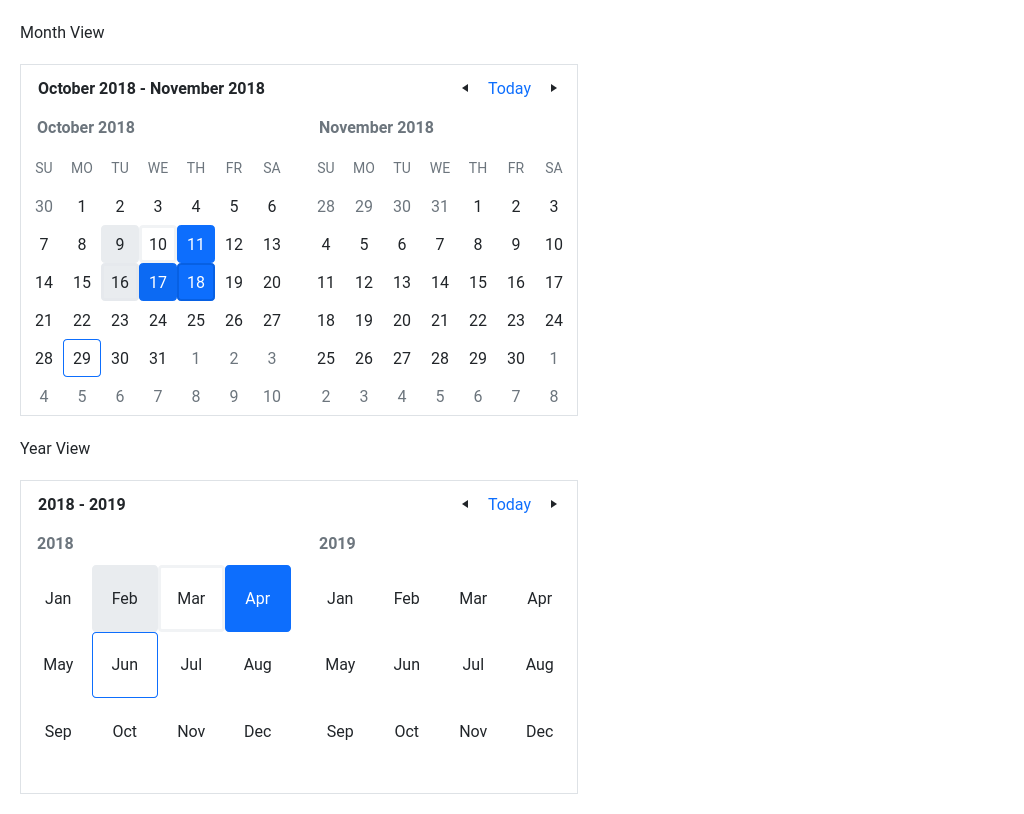 Month View
October 2018 - November 2018 Today
October 2018 November 2018
SU MO TU WE TH FR SA SU MO TU WE TH FR SA
30 1 2 3 4 5 6 28 29 30 31 1 2 3
7 8 9 10 11 12 13 4 5 6 7 8 9 10
14 15 16 17 18 19 20 11 12 13 14 15 16 17
21 22 23 24 25 26 27 18 19 20 21 22 23 24
28 29 30 31 1 2 3 25 26 27 28 29 30 1
4 5 6 7 8 9 10 2 3 4 5 6 7 8
Year View
2018 - 2019 Today
2018 2019
Jan Feb Mar Apr Jan Feb Mar Apr
May Jun Jul Aug May Jun Jul Aug
Sep Oct Nov Dec Sep Oct Nov Dec